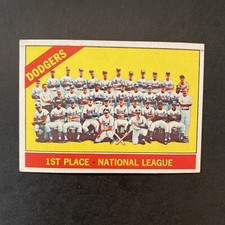 DODGERS
1ST PLACE - NATIONAL LEAGUE